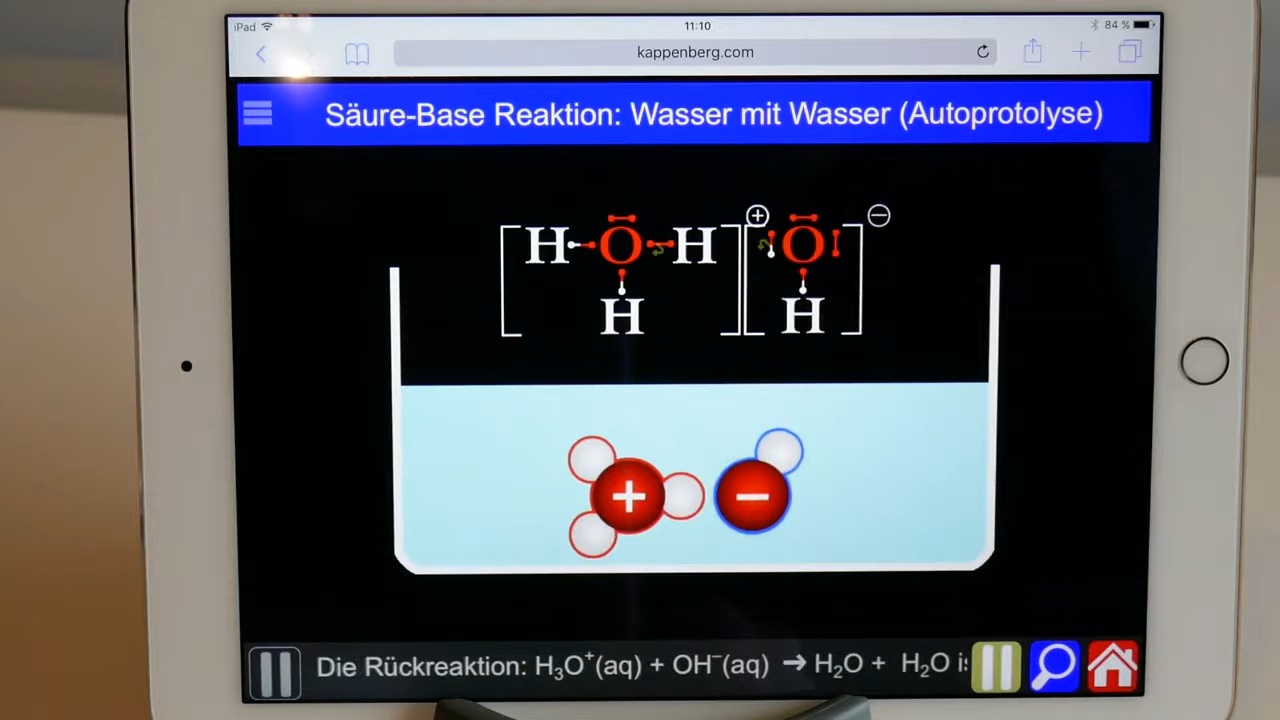 iPad 11:10 84 %
kappenberg.com
Säure-Base Reaktion: Wasser mit Wasser (Autoprotolyse)
[H O H] ⊕ [O] ⊖
H H
+ −
Die Rückreaktion: H₃O⁺(aq) + OH⁻(aq) → H₂O + H₂O